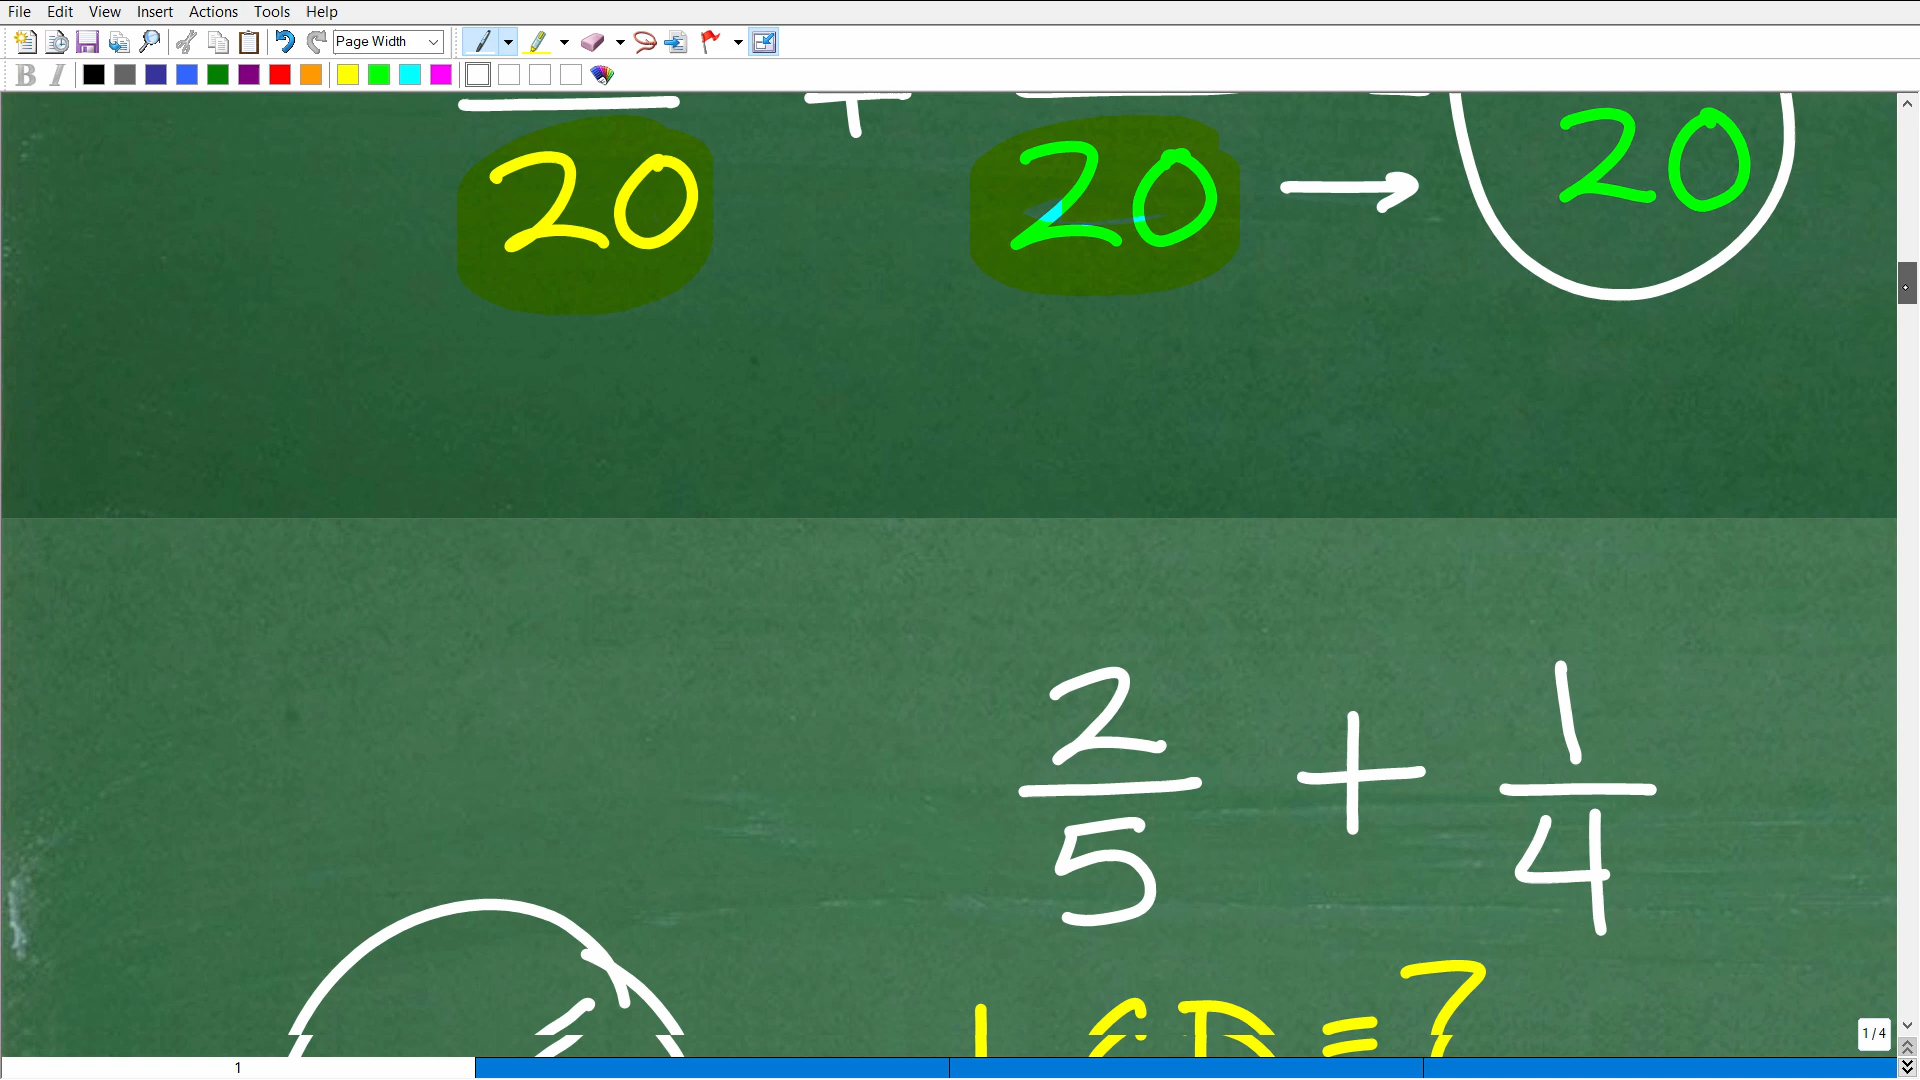 File Edit View Insert Actions Tools Help
Page Width
B I
+
20 20 → 20
2/5 + 1/4
LCD = ?
1 / 4
1